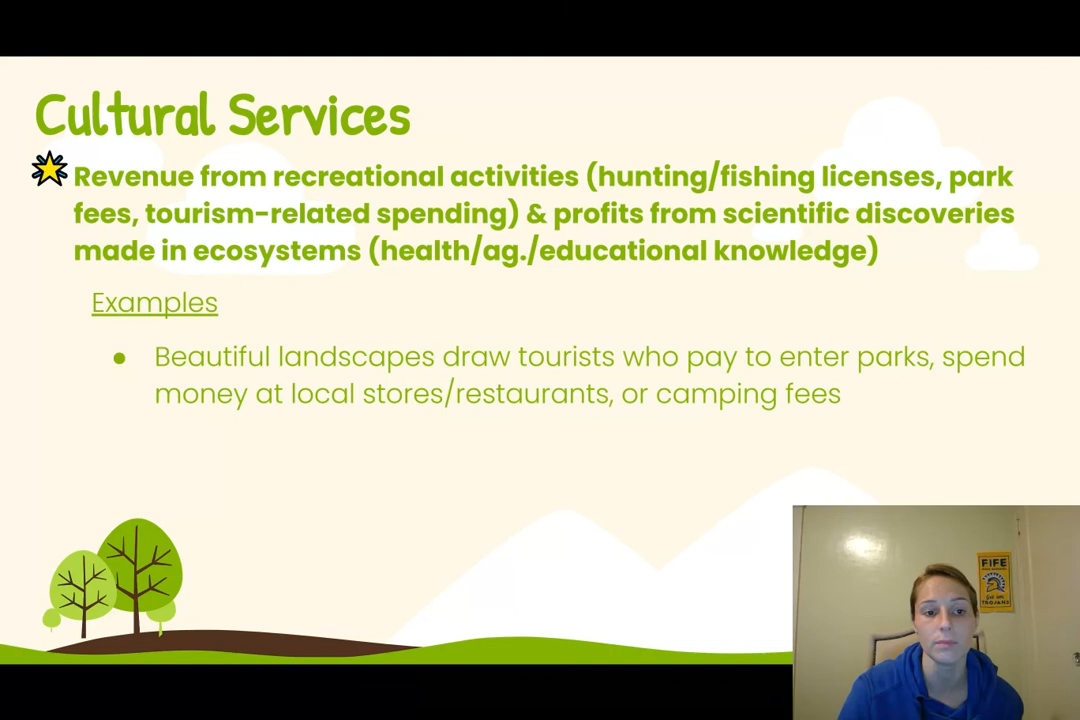 Cultural Services
Revenue from recreational activities (hunting/fishing licenses, park
fees, tourism-related spending) & profits from scientific discoveries
made in ecosystems (health/ag./educational knowledge)
Examples
● Beautiful landscapes draw tourists who pay to enter parks, spend
money at local stores/restaurants, or camping fees
FIFE
TROJANS